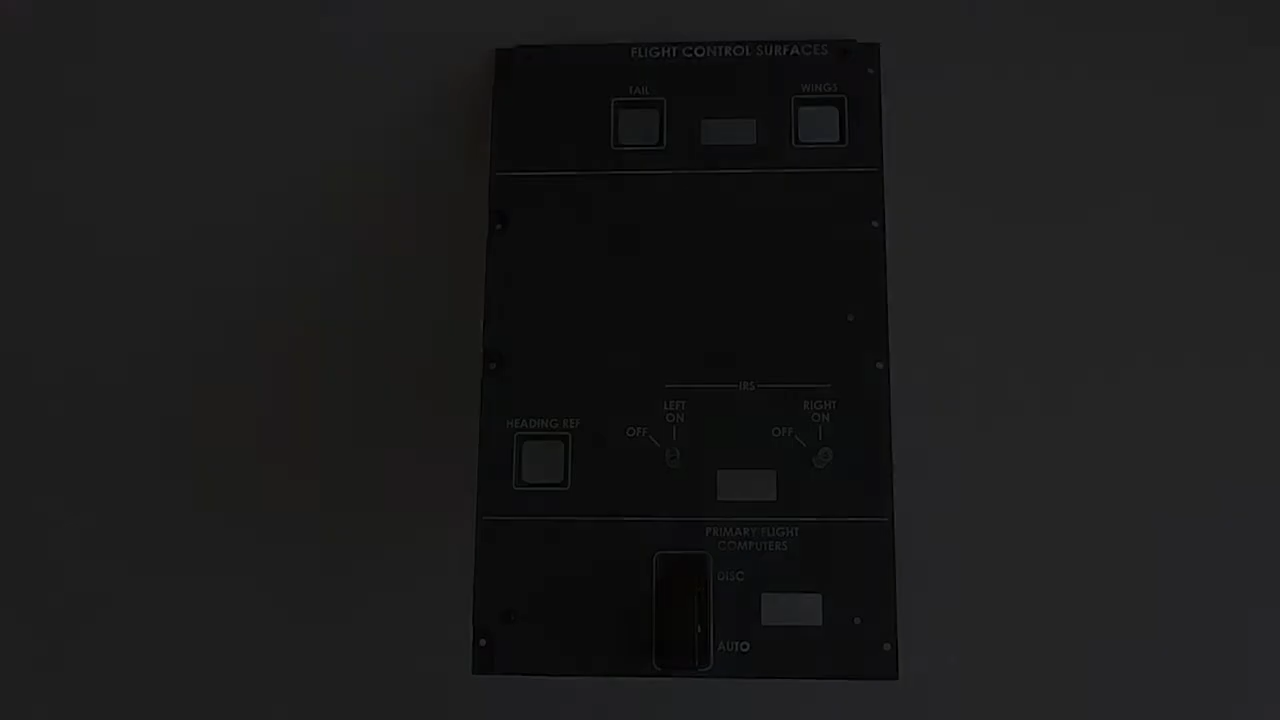 FLIGHT CONTROL SURFACES
TAIL
WINGS
IRS
LEFT
ON
RIGHT
ON
HEADING REF
OFF
OFF
PRIMARY FLIGHT
COMPUTERS
DISC
AUTO